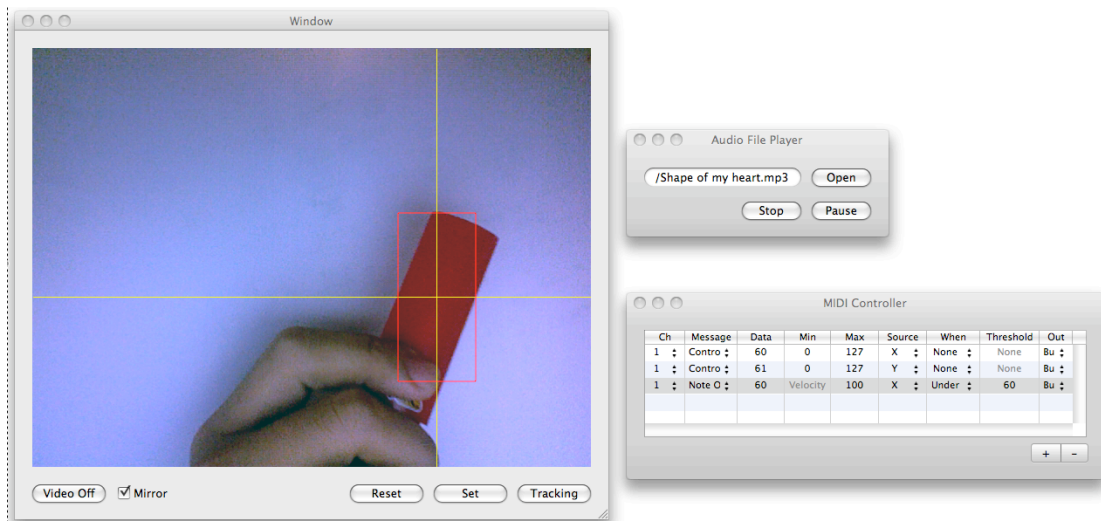 Window
Video Off Mirror Reset Set Tracking
Audio File Player
/Shape of my heart.mp3 Open
Stop Pause
MIDI Controller
Ch Message Data Min Max Source When Threshold Out
1 Contro 60 0 127 X None None Bu
1 Contro 61 0 127 Y None None Bu
1 Note O 60 Velocity 100 X Under 60 Bu
+ -